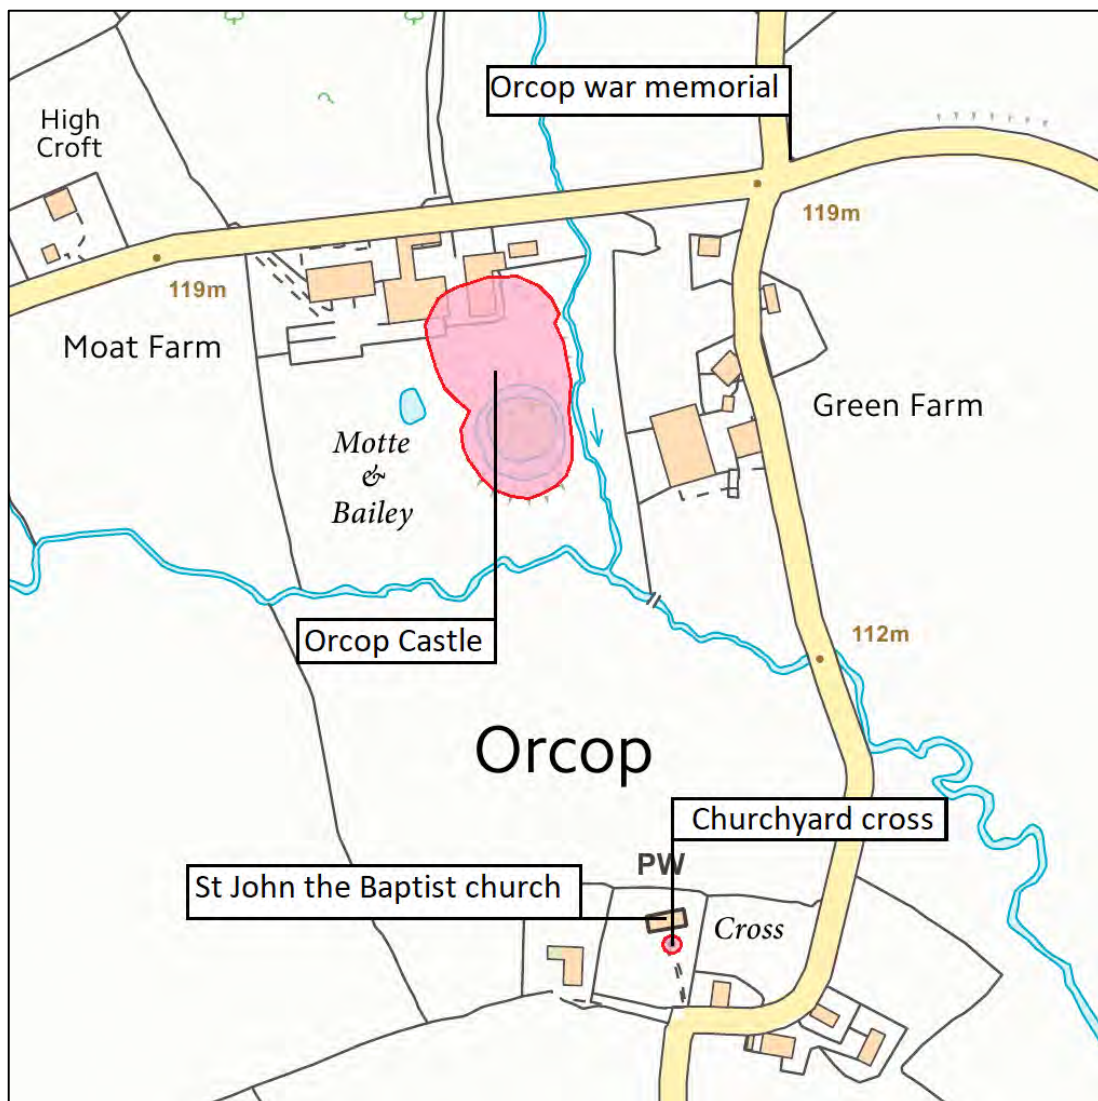 Orcop war memorial
High
Croft
119m
119m
Moat Farm
Green Farm
Motte
&
Bailey
Orcop Castle
112m
Orcop
Churchyard cross
PW
St John the Baptist church
Cross